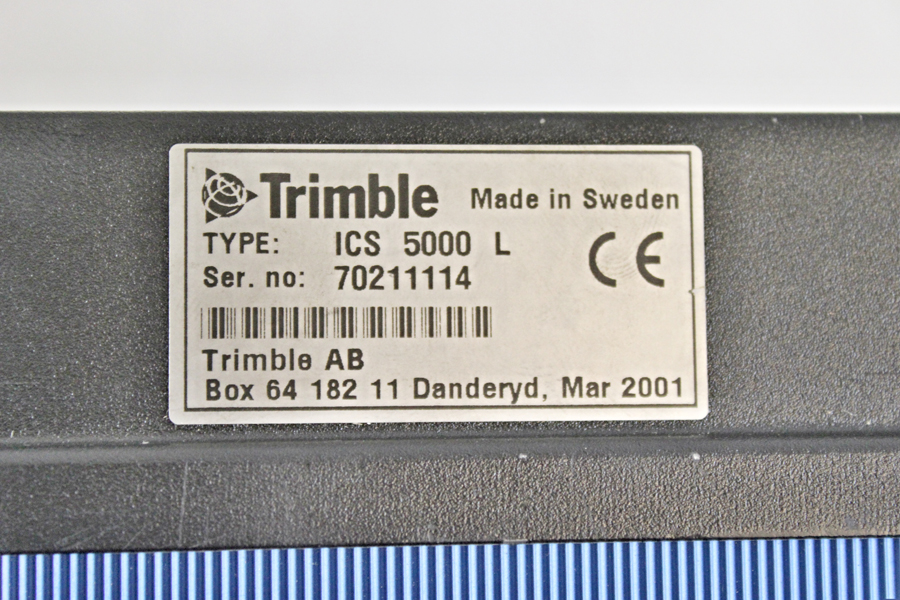 Trimble Made in Sweden
TYPE: ICS 5000 L
Ser. no: 70211114
CE
Trimble AB
Box 64 182 11 Danderyd, Mar 2001